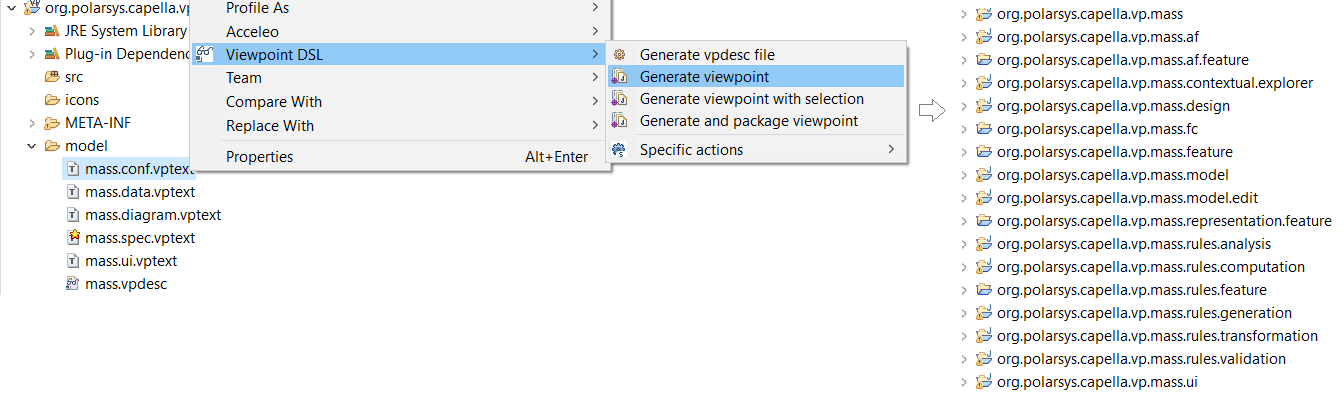 org.polarsys.capella.vp
JRE System Library
Plug-in Dependenc
src
icons
META-INF
model
mass.conf.vptext
mass.data.vptext
mass.diagram.vptext
mass.spec.vptext
mass.ui.vptext
mass.vpdesc
Profile As
Acceleo
Viewpoint DSL
Team
Compare With
Replace With
Properties Alt+Enter
Generate vpdesc file
Generate viewpoint
Generate viewpoint with selection
Generate and package viewpoint
Specific actions
org.polarsys.capella.vp.mass
org.polarsys.capella.vp.mass.af
org.polarsys.capella.vp.mass.af.feature
org.polarsys.capella.vp.mass.contextual.explorer
org.polarsys.capella.vp.mass.design
org.polarsys.capella.vp.mass.fc
org.polarsys.capella.vp.mass.feature
org.polarsys.capella.vp.mass.model
org.polarsys.capella.vp.mass.model.edit
org.polarsys.capella.vp.mass.representation.feature
org.polarsys.capella.vp.mass.rules.analysis
org.polarsys.capella.vp.mass.rules.computation
org.polarsys.capella.vp.mass.rules.feature
org.polarsys.capella.vp.mass.rules.generation
org.polarsys.capella.vp.mass.rules.transformation
org.polarsys.capella.vp.mass.rules.validation
org.polarsys.capella.vp.mass.ui